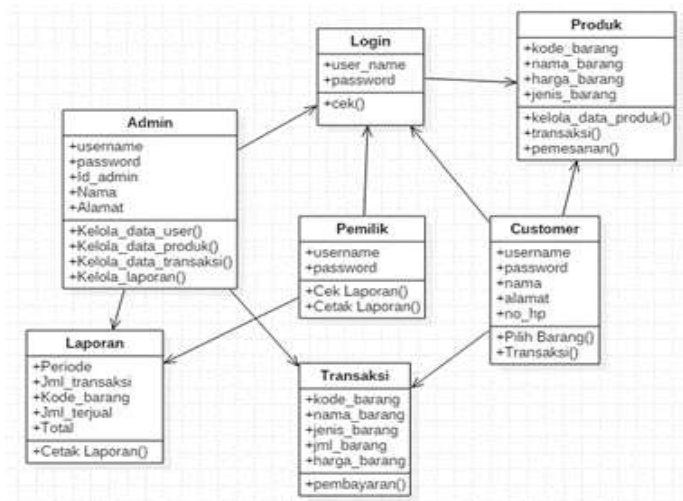 Login
+user_name
+password
+cek()
Produk
+kode_barang
+nama_barang
+harga_barang
+jenis_barang
+kelola_data_produk()
+transaksi()
+pemesanan()
Admin
+username
+password
+Id_admin
+Nama
+Alamat
+Kelola_data_user()
+Kelola_data_produk()
+Kelola_data_transaksi()
+Kelola_laporan()
Pemilik
+username
+password
+Cek Laporan()
+Cetak Laporan()
Customer
+username
+password
+nama
+alamat
+no_hp
+Pilih Barang()
+Transaksi()
Laporan
+Periode
+Jml_transaksi
+Kode_barang
+Jml_terjual
+Total
+Cetak Laporan()
Transaksi
+kode_barang
+nama_barang
+jenis_barang
+jml_barang
+harga_barang
+pembayaran()